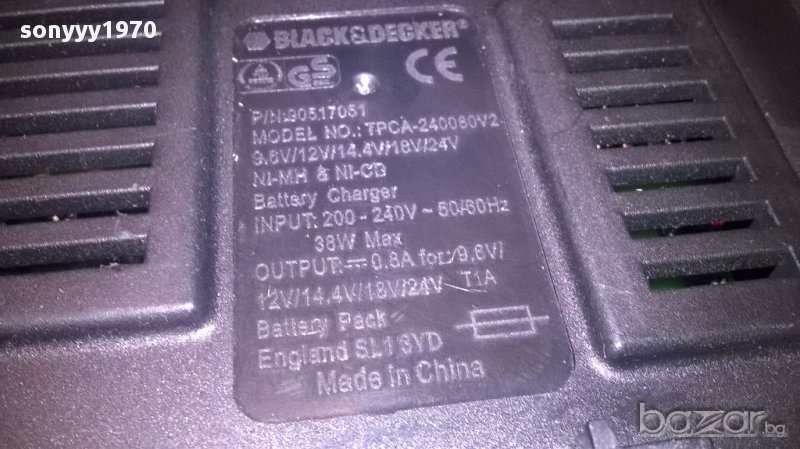 sonyyy1970
BLACK&DECKER®
GS CE
P/N:90517051
MODEL NO.: TPCA-240080V2
9.6V/12V/14.4V/18V/24V
NI-MH & NI-CD
Battery Charger
INPUT: 200 - 240V ~ 50/60Hz
38W Max
OUTPUT: ⎓ 0.8A for: 9.6V/
12V/14.4V/18V/24V T1A
Battery Pack
England SL1 3YD
Made in China
bazar.bg